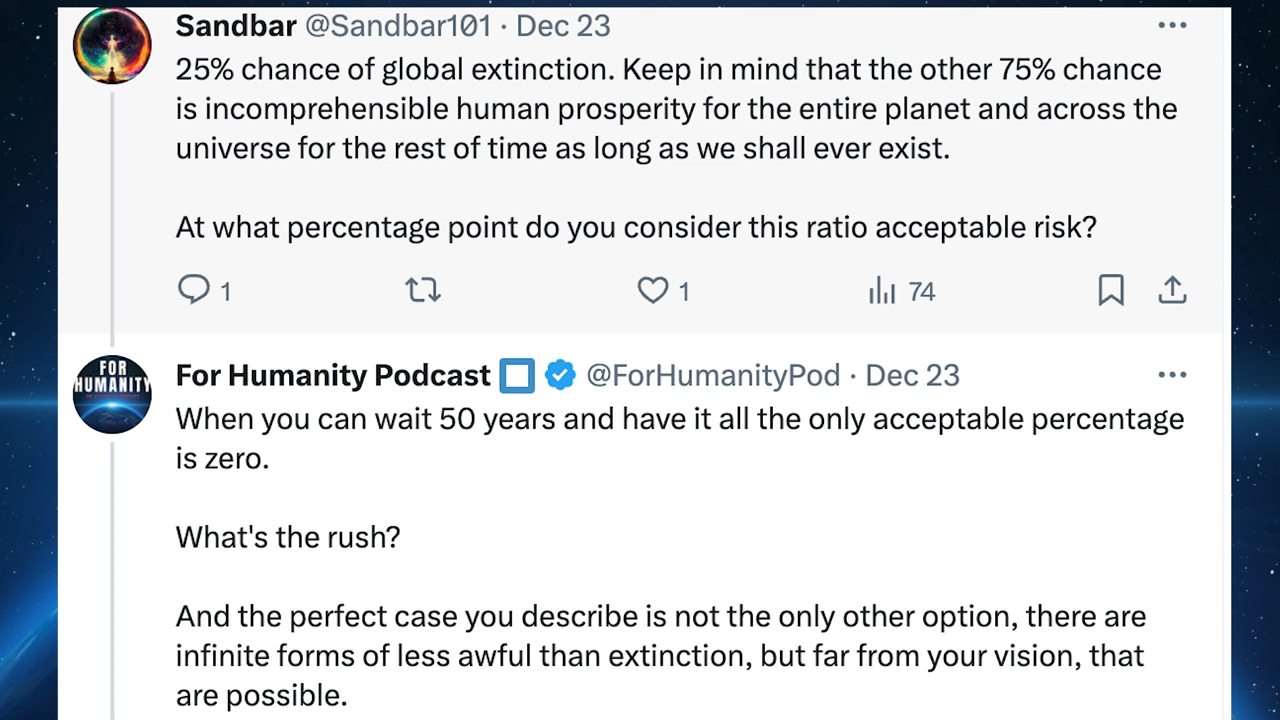 Sandbar @Sandbar101 · Dec 23
25% chance of global extinction. Keep in mind that the other 75% chance
is incomprehensible human prosperity for the entire planet and across the
universe for the rest of time as long as we shall ever exist.
At what percentage point do you consider this ratio acceptable risk?
1 1 74
FOR
HUMANITY
For Humanity Podcast @ForHumanityPod · Dec 23
When you can wait 50 years and have it all the only acceptable percentage
is zero.
What's the rush?
And the perfect case you describe is not the only other option, there are
infinite forms of less awful than extinction, but far from your vision, that
are possible.